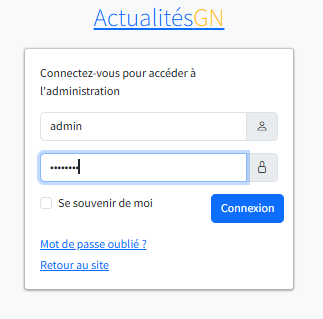 ActualitésGN
Connectez-vous pour accéder à
l'administration
admin
••••••••
Se souvenir de moi
Connexion
Mot de passe oublié ?
Retour au site